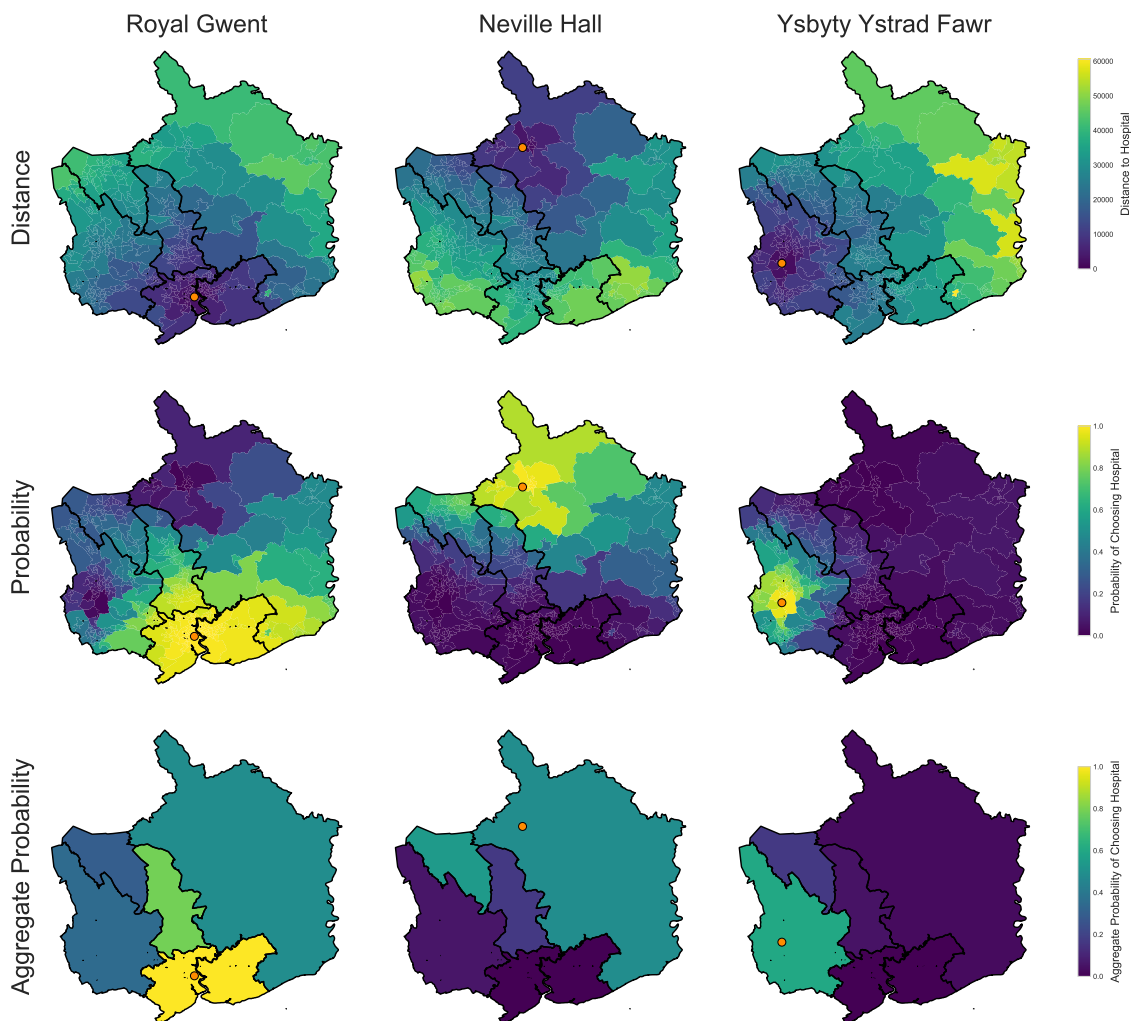 Royal Gwent
Neville Hall
Ysbyty Ystrad Fawr
Distance
60000
50000
40000
30000
20000
10000
0
Distance to Hospital
Probability
1.0
0.8
0.6
0.4
0.2
0.0
Probability of Choosing Hospital
Aggregate Probability
1.0
0.8
0.6
0.4
0.2
0.0
Aggregate Probability of Choosing Hospital